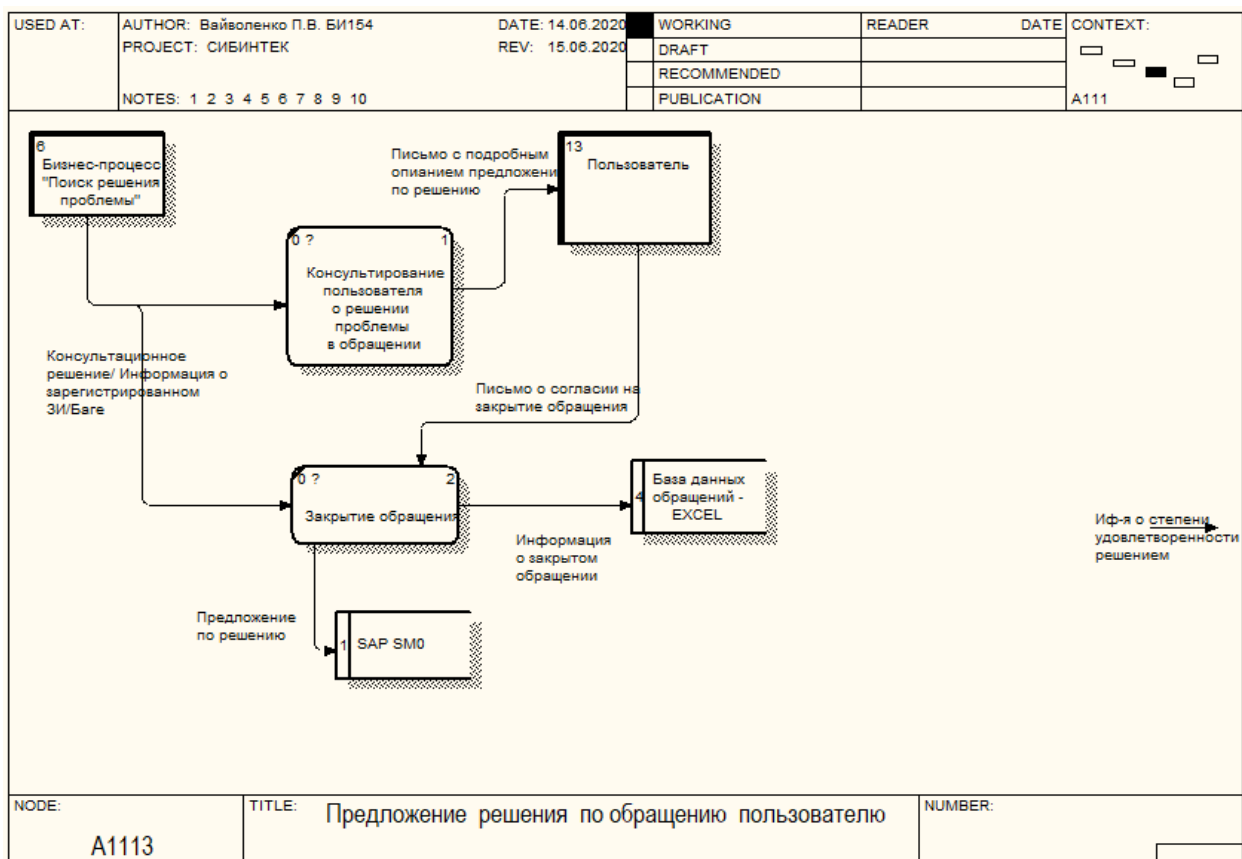 USED AT:
AUTHOR: Вайволенко П.В. БИ154
DATE: 14.06.2020
PROJECT: СИБИНТЕК
REV: 15.06.2020
NOTES: 1 2 3 4 5 6 7 8 9 10
WORKING
DRAFT
RECOMMENDED
PUBLICATION
READER
DATE
CONTEXT:
A111
6
Бизнес-процесс
"Поиск решения
проблемы"
Письмо с подробным
опианием предложени
по решению
13
Пользователь
0 ?
1
Консультирование
пользователя
о решении
проблемы
в обращении
Консультационное
решение/ Информация о
зарегистрированном
ЗИ/Баге
Письмо о согласии на
закрытие обращения
0 ?
2
Закрытие обращения
4
База данных
обращений -
EXCEL
Информация
о закрытом
обращении
Иф-я о степени
удовлетворенности
решением
Предложение
по решению
1
SAP SM0
NODE:
A1113
TITLE:
Предложение решения по обращению пользователю
NUMBER: